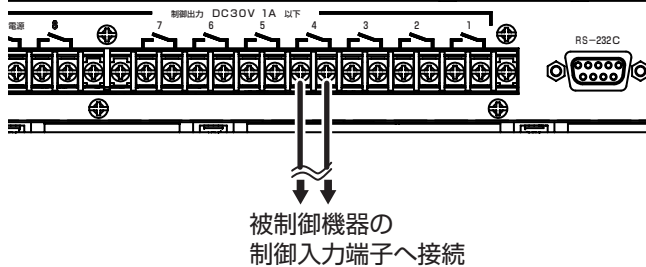 制御出力 DC30V 1A 以下
電源 8 7 6 5 4 3 2 1
RS-232C
被制御機器の
制御入力端子へ接続